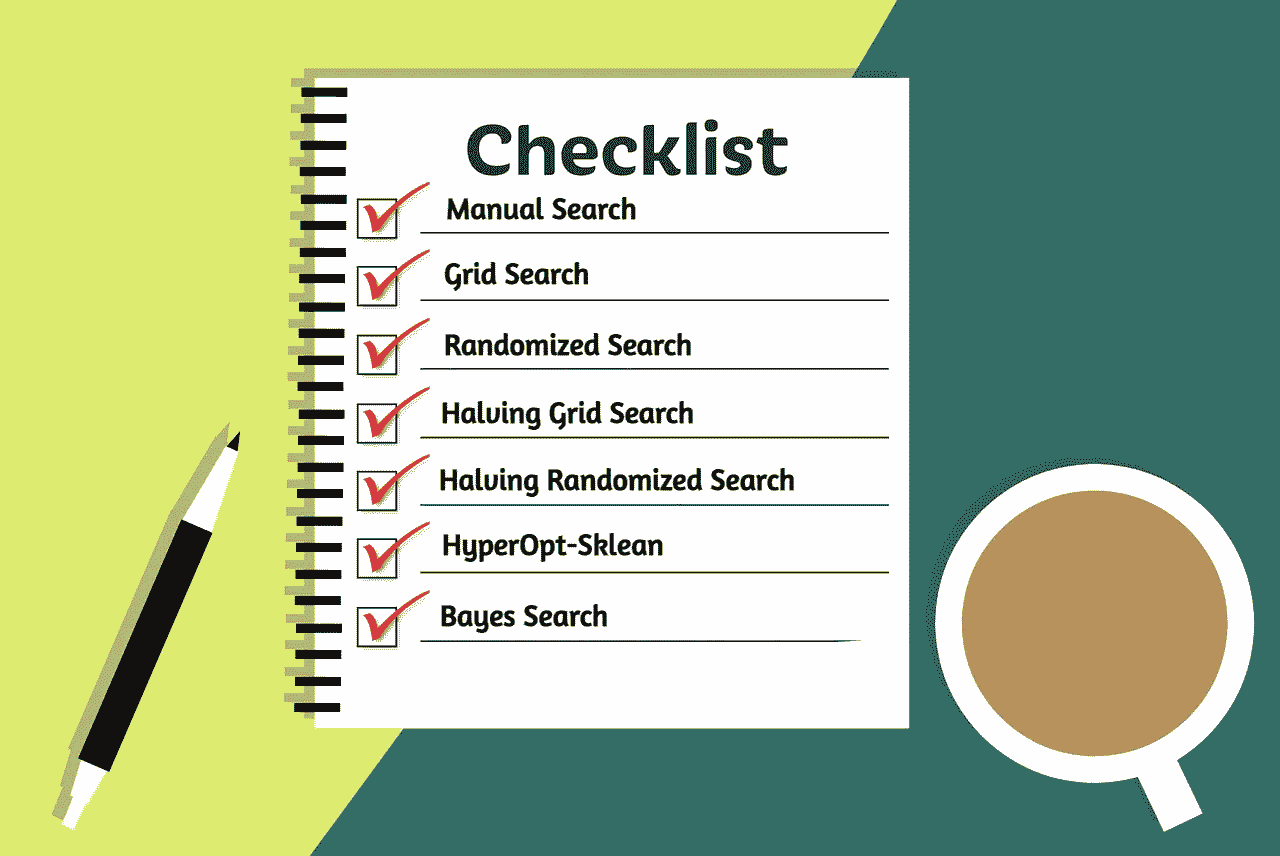 Checklist
Manual Search
Grid Search
Randomized Search
Halving Grid Search
Halving Randomized Search
HyperOpt-Sklean
Bayes Search